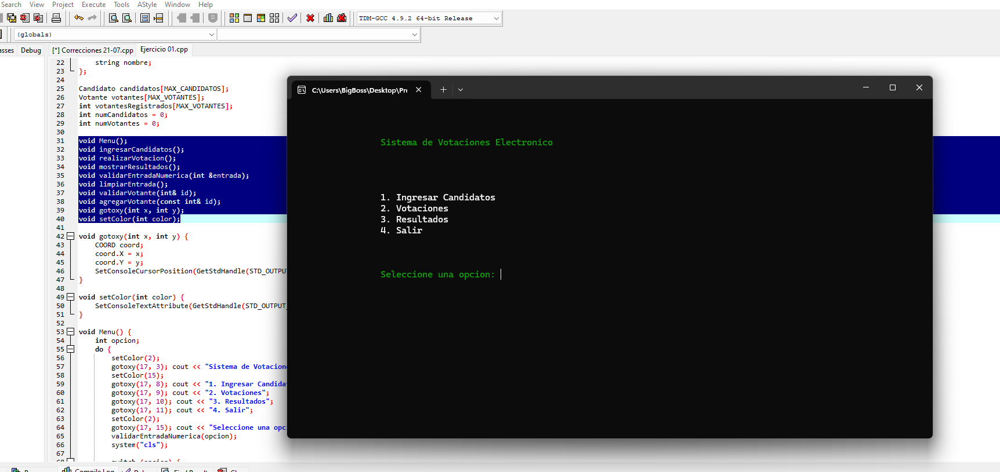 Search View Project Execute Tools AStyle Window Help
TDM-GCC 4.9.2 64-bit Release
(globals)
asses Debug [*] Correcciones 21-07.cpp Ejercicio 01.cpp
22 string nombre;
23 };
24
25 Candidato candidatos[MAX_CANDIDATOS];
26 Votante votantes[MAX_VOTANTES];
27 int votantesRegistrados[MAX_VOTANTES];
28 int numCandidatos = 0;
29 int numVotantes = 0;
30
31 void Menu();
32 void ingresarCandidatos();
33 void realizarVotacion();
34 void mostrarResultados();
35 void validarEntradaNumerica(int &entrada);
36 void limpiarEntrada();
37 void validarVotante(int& id);
38 void agregarVotante(const int& id);
39 void gotoxy(int x, int y);
40 void setColor(int color);
41
42 void gotoxy(int x, int y) {
43 COORD coord;
44 coord.X = x;
45 coord.Y = y;
46 SetConsoleCursorPosition(GetStdHandle(STD_OUTPU
47 }
48
49 void setColor(int color) {
50 SetConsoleTextAttribute(GetStdHandle(STD_OUTPUT_
51 }
52
53 void Menu() {
54 int opcion;
55 do {
56 setColor(2);
57 gotoxy(17, 3); cout << "Sistema de Votacion
58 setColor(15);
59 gotoxy(17, 8); cout << "1. Ingresar Candida
60 gotoxy(17, 9); cout << "2. Votaciones";
61 gotoxy(17, 10); cout << "3. Resultados";
62 gotoxy(17, 11); cout << "4. Salir";
63 setColor(2);
64 gotoxy(17, 15); cout << "Seleccione una opc
65 validarEntradaNumerica(opcion);
66 system("cls");
67
68 switch (opcion) {
Compile Log
C:\Users\BigBoss\Desktop\Pr
Sistema de Votaciones Electronico
1. Ingresar Candidatos
2. Votaciones
3. Resultados
4. Salir
Seleccione una opcion: